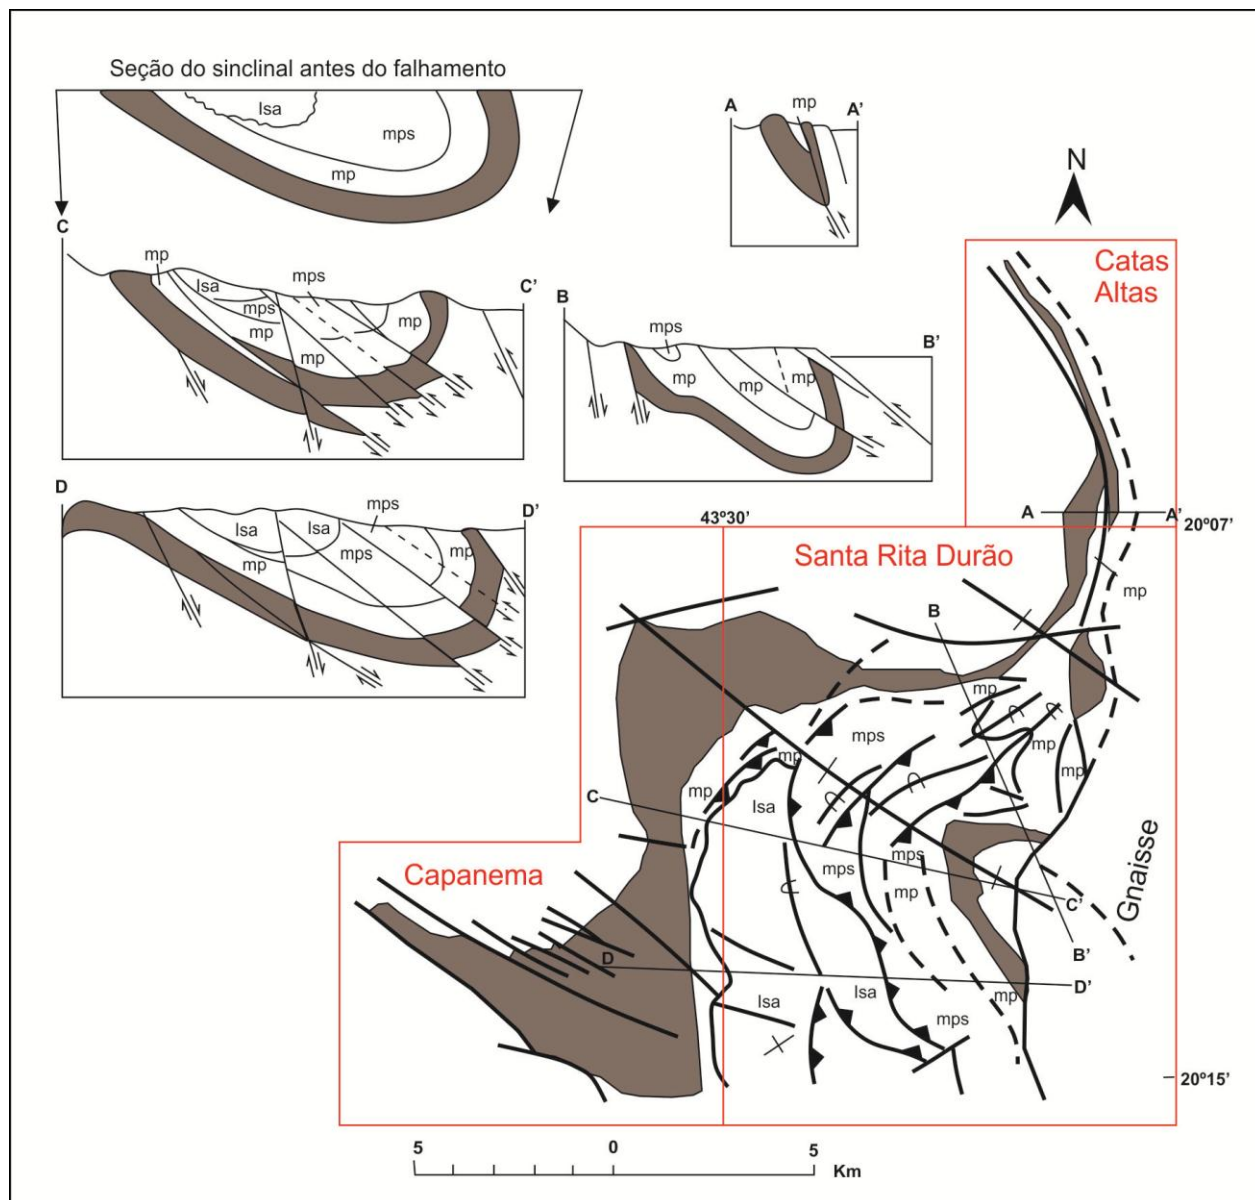 Seção do sinclinal antes do falhamento
lsa
mps
mp
A
mp
A'
N
C
mp
lsa
mps
mps
mp
mp
mp
C'
B
mps
mp
mp
mp
B'
Catas
Altas
D
lsa
lsa
mps
mps
mp
mp
D'
43º30'
A
A'
20º07'
Santa Rita Durão
mp
B
mp
mps
mp
mp
mp
mp
C
lsa
mps
mps
mp
Capanema
Gnaisse
C'
B'
D
D'
lsa
lsa
mp
mps
20º15'
5
0
5
Km